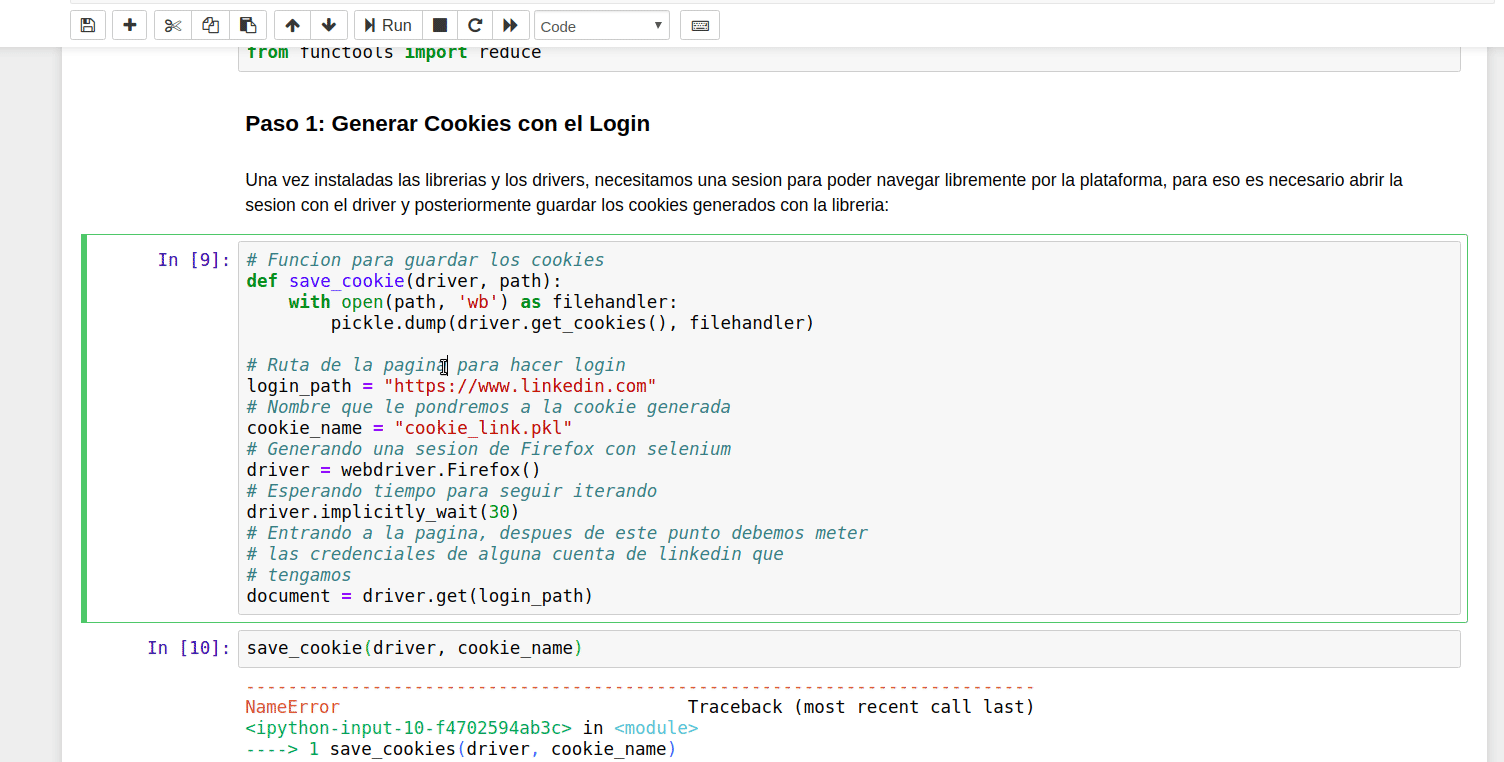 Run
Code
from functools import reduce
Paso 1: Generar Cookies con el Login
Una vez instaladas las librerias y los drivers, necesitamos una sesion para poder navegar libremente por la plataforma, para eso es necesario abrir la
sesion con el driver y posteriormente guardar los cookies generados con la libreria:
In [9]:
# Funcion para guardar los cookies
def save_cookie(driver, path):
    with open(path, 'wb') as filehandler:
        pickle.dump(driver.get_cookies(), filehandler)
# Ruta de la pagina para hacer login
login_path = "https://www.linkedin.com"
# Nombre que le pondremos a la cookie generada
cookie_name = "cookie_link.pkl"
# Generando una sesion de Firefox con selenium
driver = webdriver.Firefox()
# Esperando tiempo para seguir iterando
driver.implicitly_wait(30)
# Entrando a la pagina, despues de este punto debemos meter
# las credenciales de alguna cuenta de linkedin que
# tengamos
document = driver.get(login_path)
In [10]:
save_cookie(driver, cookie_name)
---------------------------------------------------------------------------
NameError                                 Traceback (most recent call last)
<ipython-input-10-f4702594ab3c> in <module>
----> 1 save_cookies(driver, cookie_name)